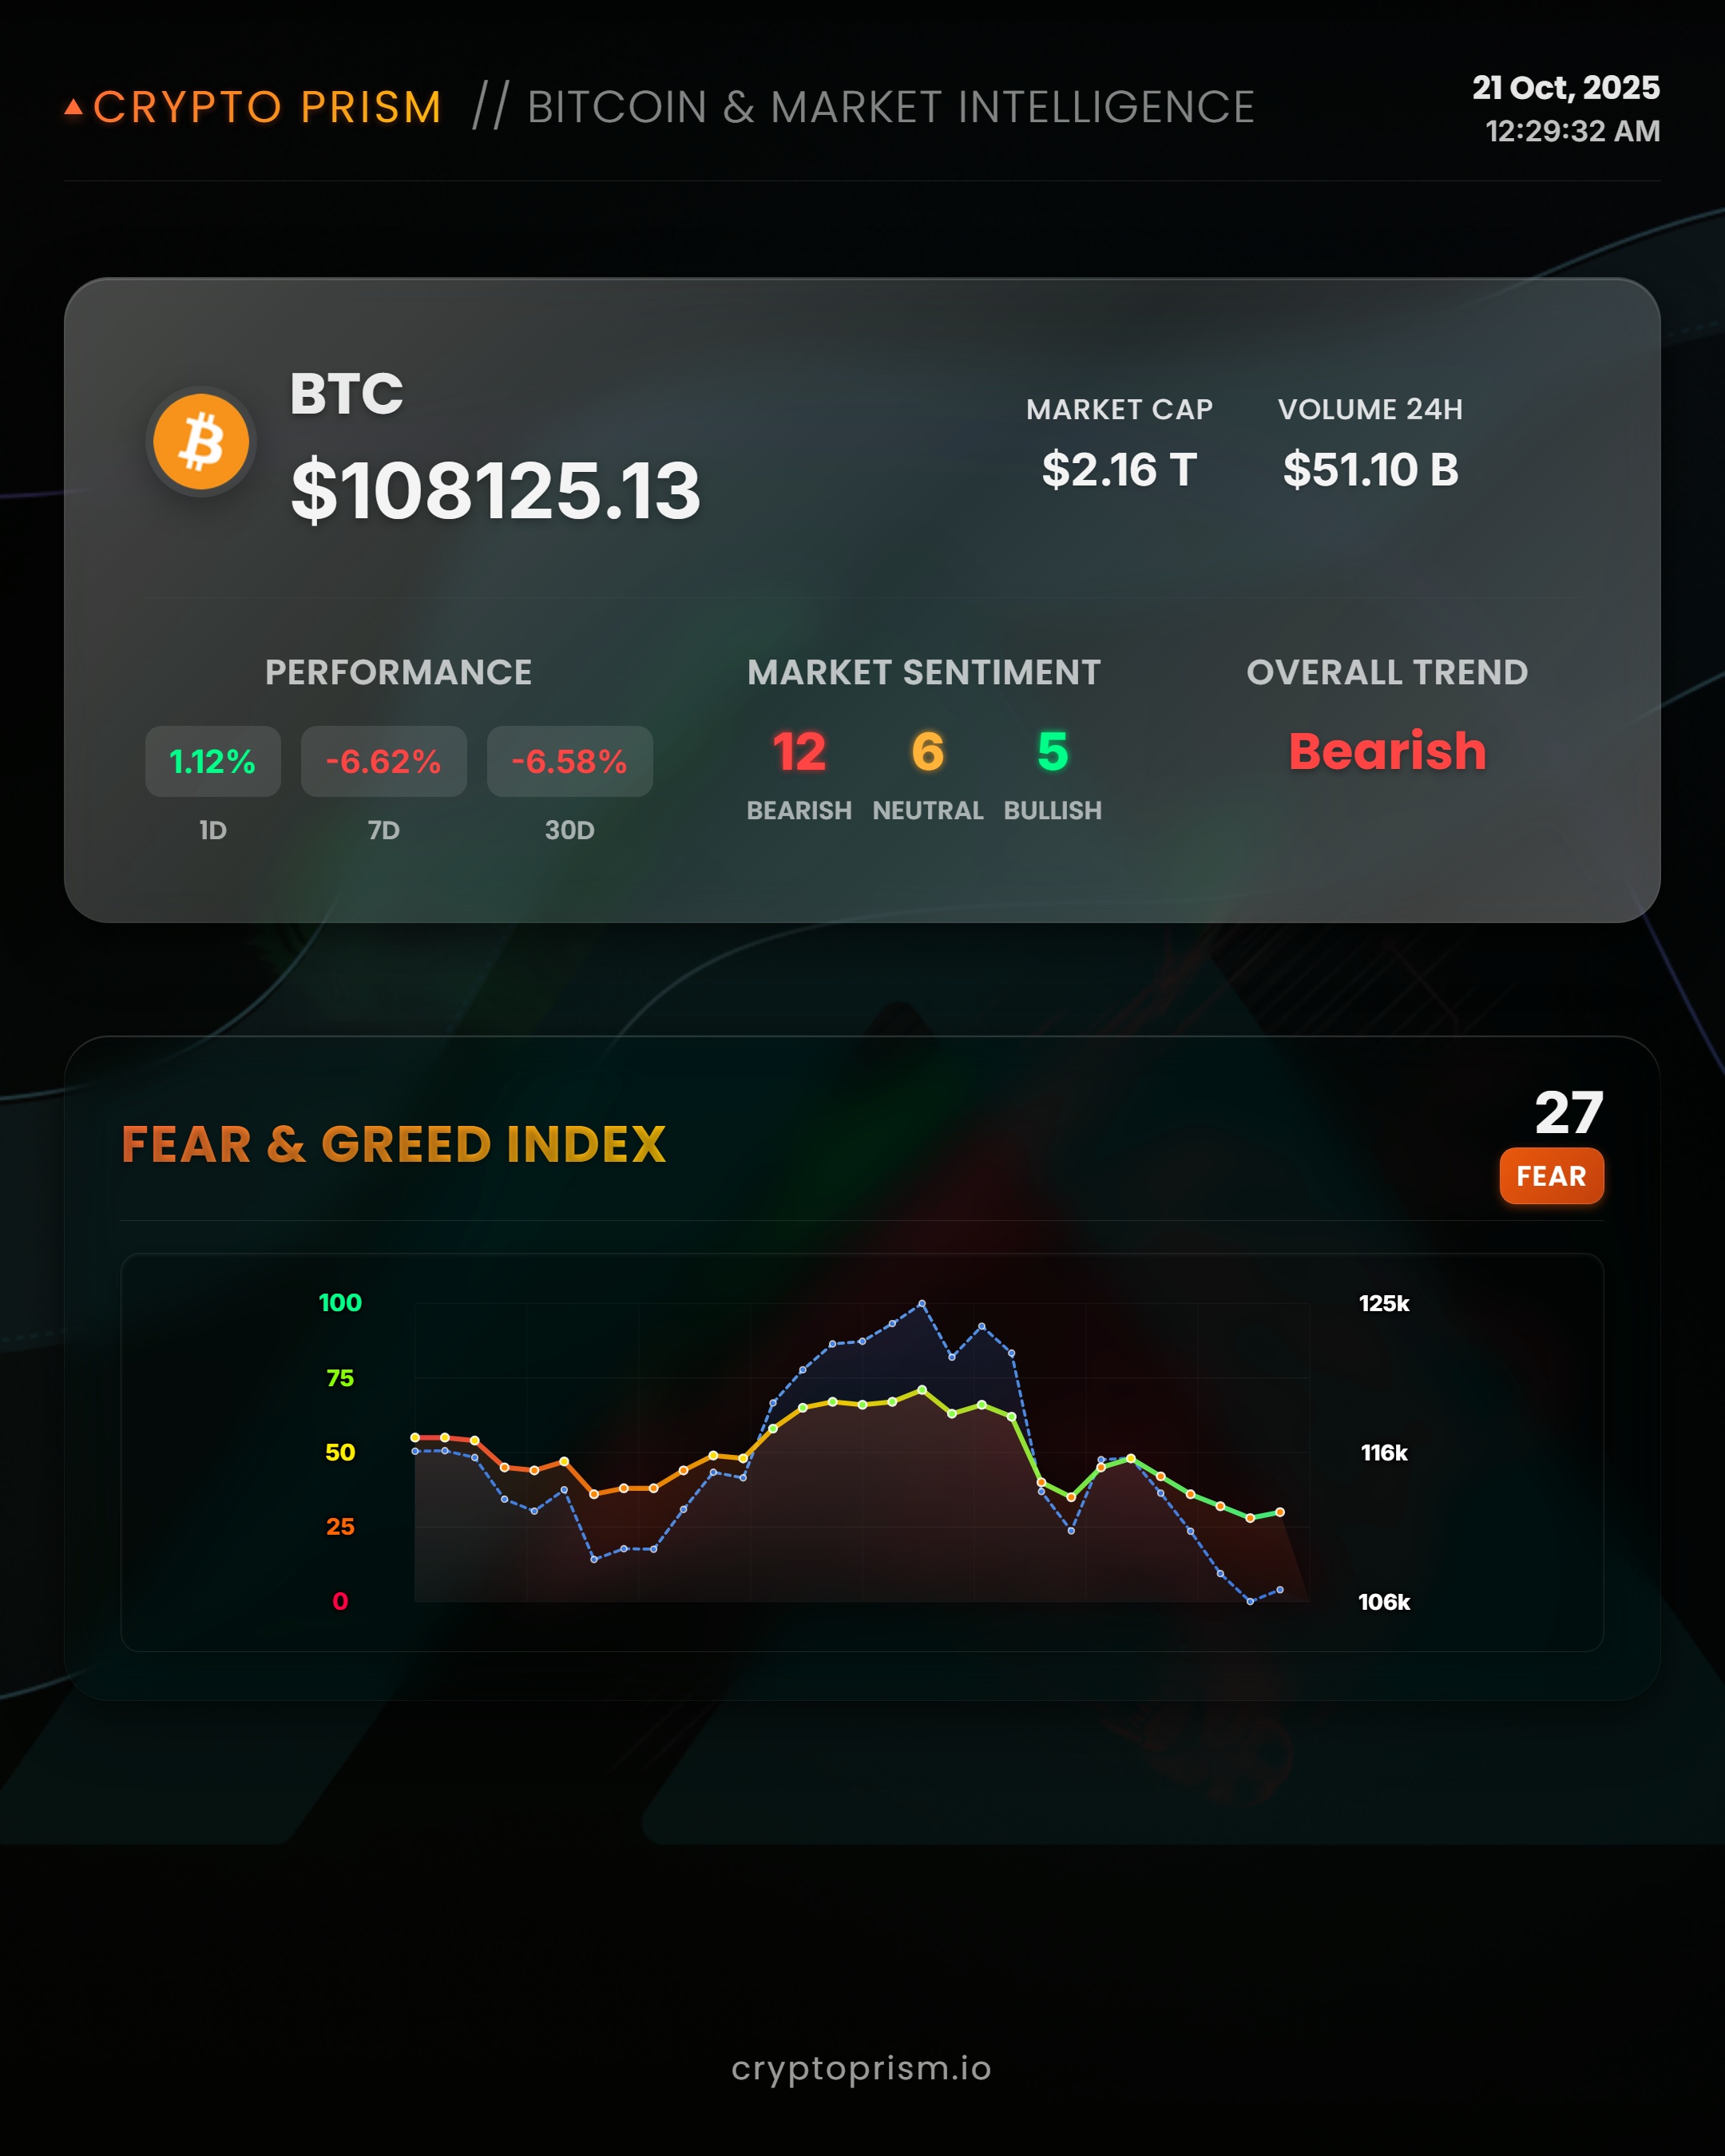 CRYPTO PRISM // BITCOIN & MARKET INTELLIGENCE
21 Oct, 2025
12:29:32 AM
BTC
$108125.13
MARKET CAP VOLUME 24H
$2.16 T $51.10 B
PERFORMANCE
1.12% -6.62% -6.58%
1D 7D 30D
MARKET SENTIMENT
12 6 5
BEARISH NEUTRAL BULLISH
OVERALL TREND
Bearish
FEAR & GREED INDEX
27
FEAR
100
75
50
25
0
125k
116k
106k
cryptoprism.io